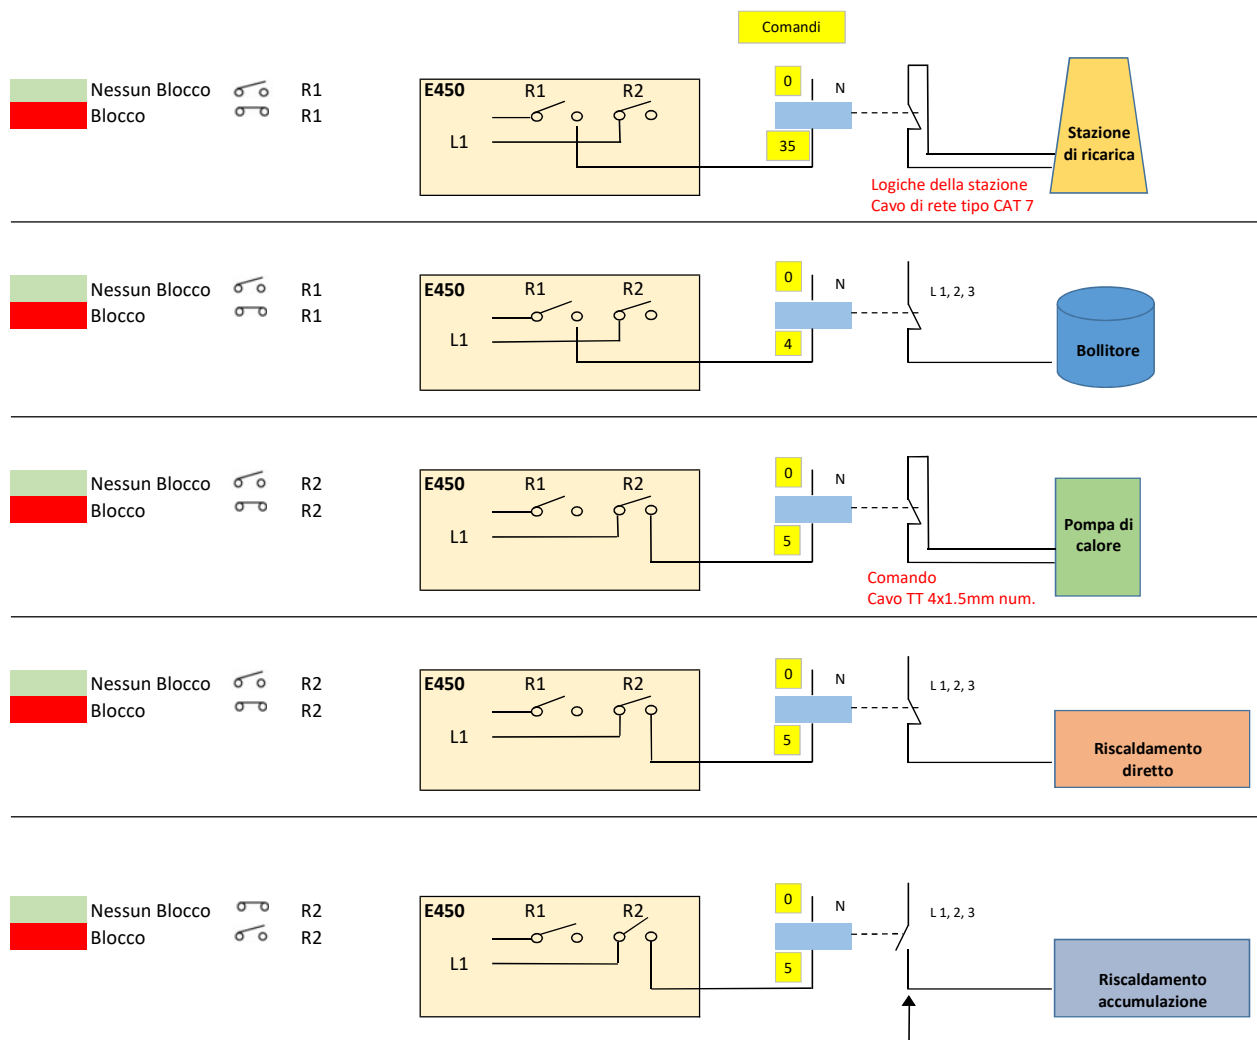 Comandi
Nessun Blocco R1
Blocco R1
E450 R1 R2
L1
0
N
35
Stazione
di ricarica
Logiche della stazione
Cavo di rete tipo CAT 7
Nessun Blocco R1
Blocco R1
E450 R1 R2
L1
0
N
4
L 1, 2, 3
Bollitore
Nessun Blocco R2
Blocco R2
E450 R1 R2
L1
0
N
5
Pompa di
calore
Comando
Cavo TT 4x1.5mm num.
Nessun Blocco R2
Blocco R2
E450 R1 R2
L1
0
N
5
L 1, 2, 3
Riscaldamento
diretto
Nessun Blocco R2
Blocco R2
E450 R1 R2
L1
0
N
5
L 1, 2, 3
Riscaldamento
accumulazione